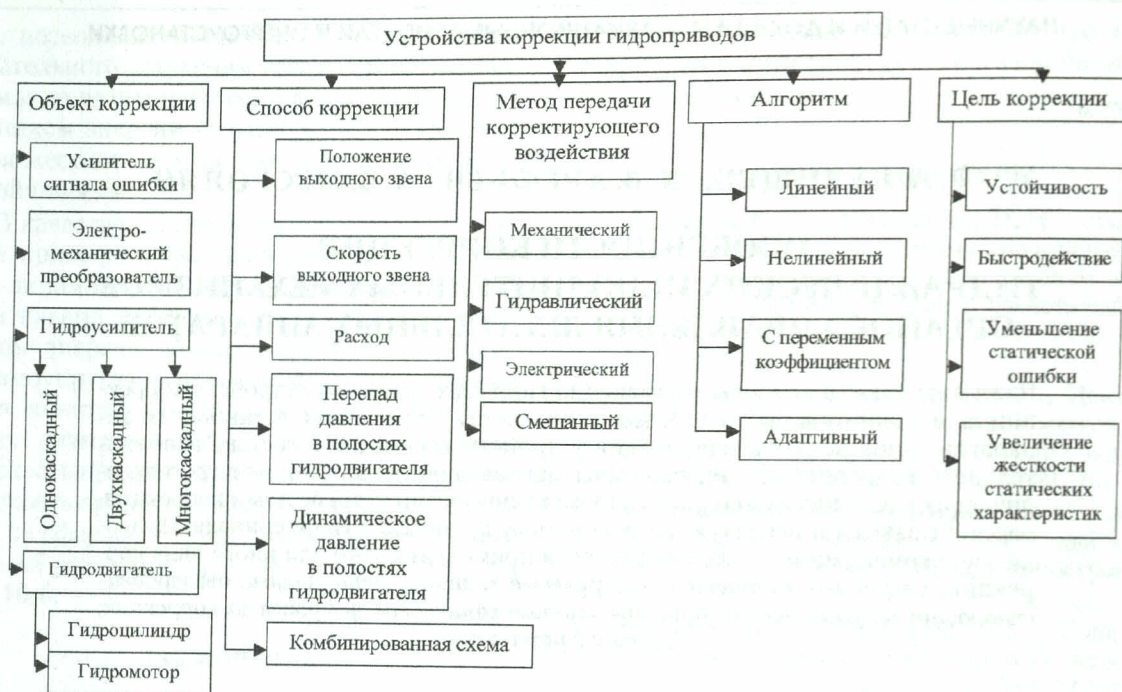 Устройства коррекции гидроприводов
Объект коррекции
Усилитель
сигнала ошибки
Электро-
механический
преобразователь
Гидроусилитель
Однокаскадный
Двухкаскадный
Многокаскадный
Гидродвигатель
Гидроцилиндр
Гидромотор
Способ коррекции
Положение
выходного звена
Скорость
выходного звена
Расход
Перепад
давления
в полостях
гидродвигателя
Динамическое
давление
в полостях
гидродвигателя
Комбинированная схема
Метод передачи
корректирующего
воздействия
Механический
Гидравлический
Электрический
Смешанный
Алгоритм
Линейный
Нелинейный
С переменным
коэффициентом
Адаптивный
Цель коррекции
Устойчивость
Быстродействие
Уменьшение
статической
ошибки
Увеличение
жесткости
статических
характеристик